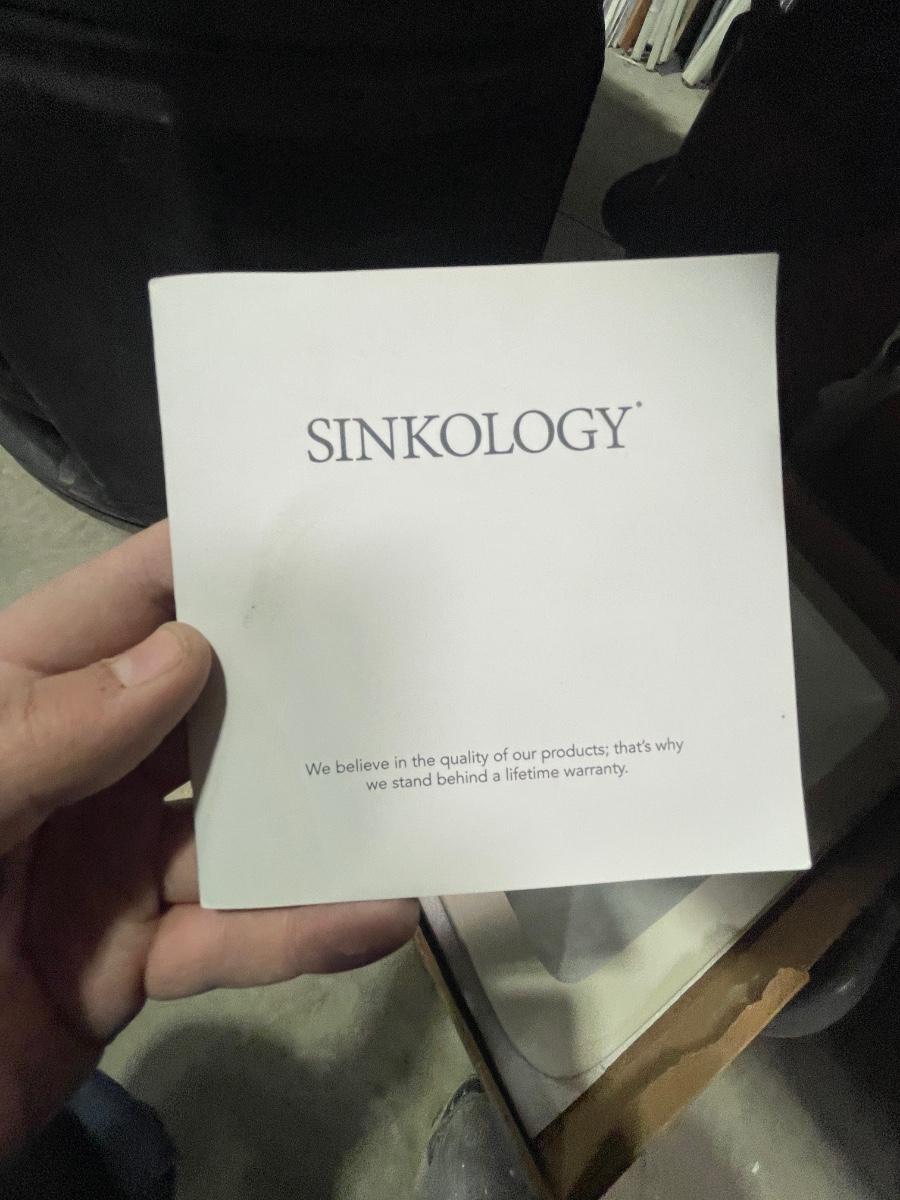 SINKOLOGY
We believe in the quality of our products; that's why
we stand behind a lifetime warranty.